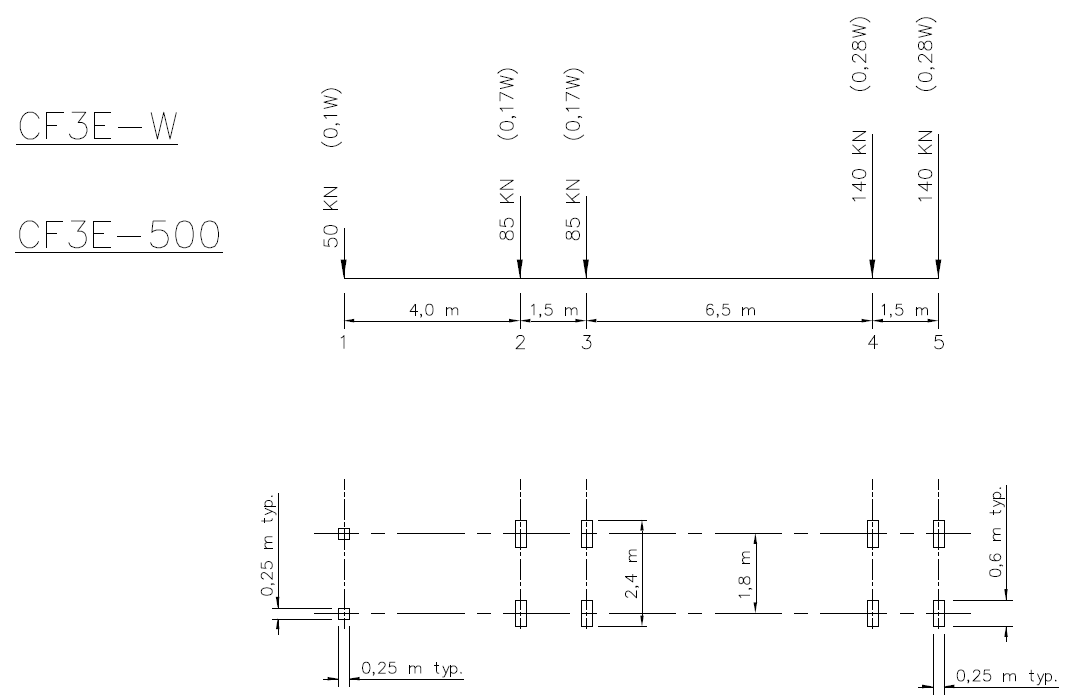 CF3E-W
CF3E-500
50 KN (0,1W)
85 KN (0,17W)
85 KN (0,17W)
140 KN (0,28W)
140 KN (0,28W)
4,0 m
1,5 m
6,5 m
1,5 m
1
2
3
4
5
0,25 m typ.
2,4 m
1,8 m
0,6 m typ.
0,25 m typ.
0,25 m typ.